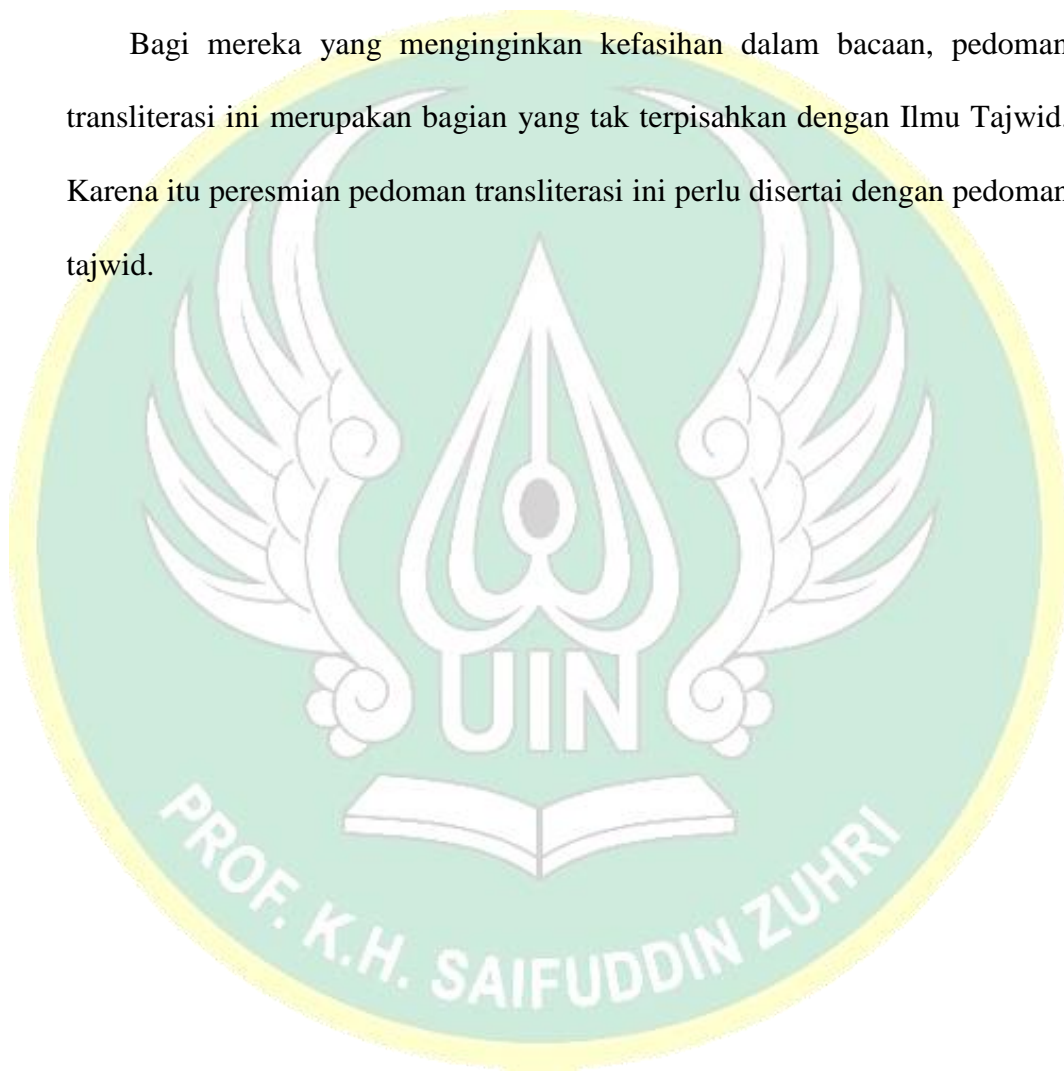 Bagi mereka yang menginginkan kefasihan dalam bacaan, pedoman
transliterasi ini merupakan bagian yang tak terpisahkan dengan Ilmu Tajwid.
Karena itu peresmian pedoman transliterasi ini perlu disertai dengan pedoman
tajwid.
UIN
PROF. K.H. SAIFUDDIN ZUHRI